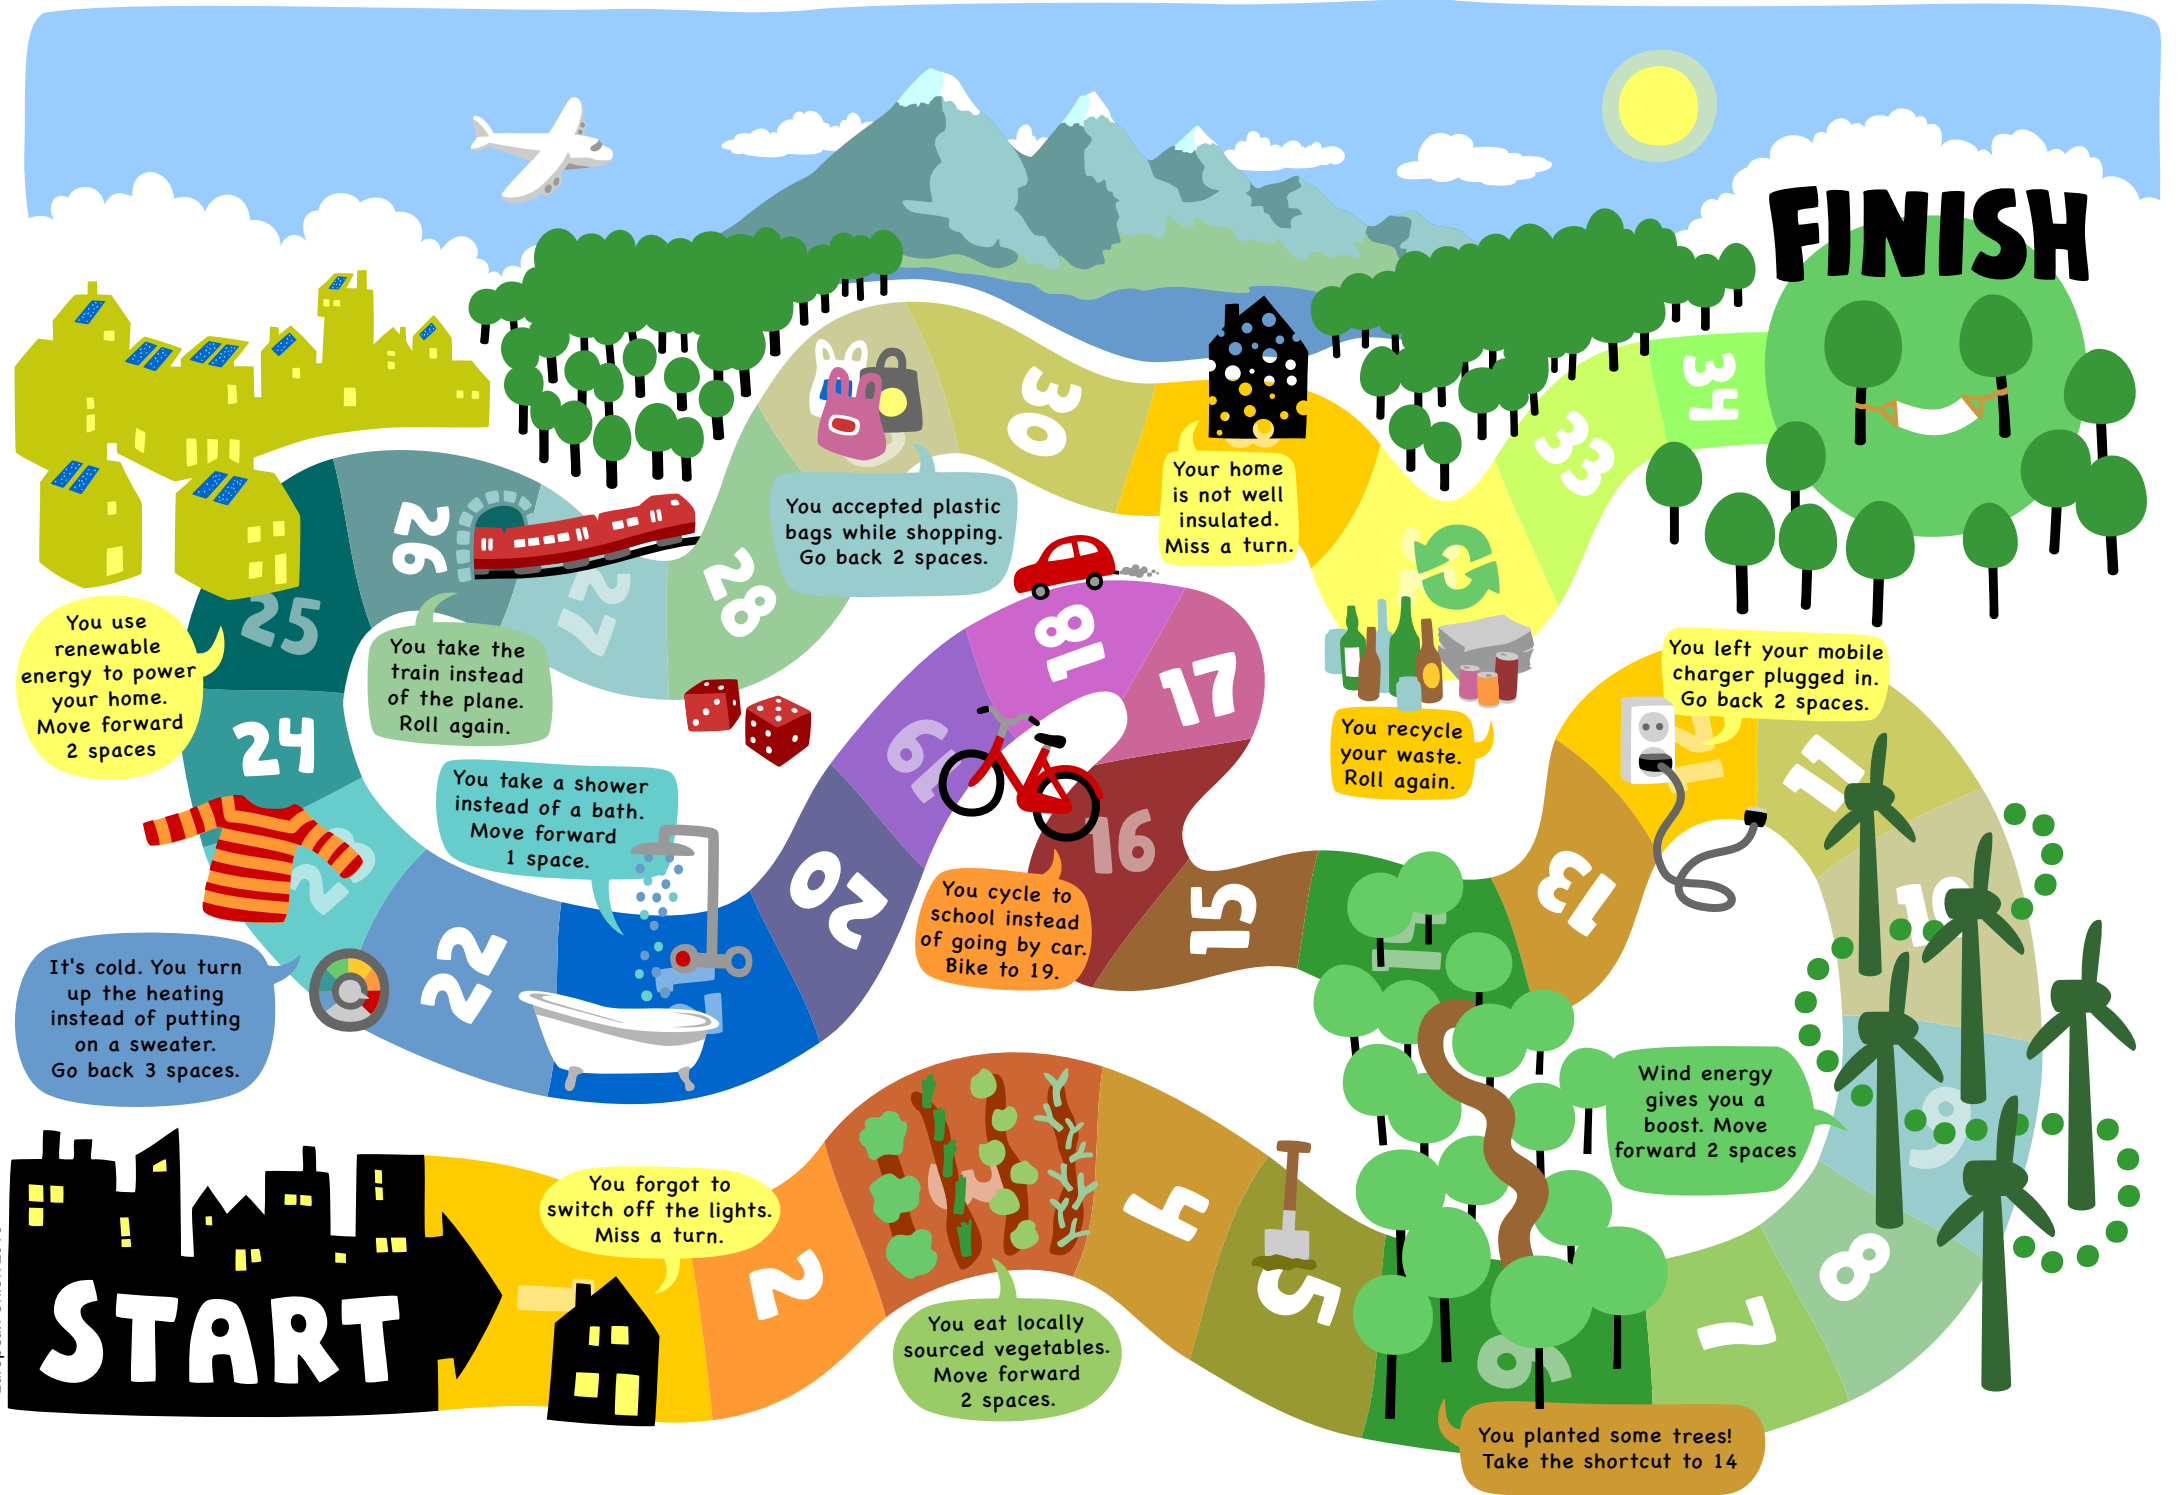 FINISH
34
33
30
Your home
is not well
insulated.
Miss a turn.
You accepted plastic
bags while shopping.
Go back 2 spaces.
28
27
26
25
You use
renewable
energy to power
your home.
Move forward
2 spaces
You take the
train instead
of the plane.
Roll again.
24
23
22
You take a shower
instead of a bath.
Move forward
1 space.
It's cold. You turn
up the heating
instead of putting
on a sweater.
Go back 3 spaces.
20
19
18
17
16
15
You cycle to
school instead
of going by car.
Bike to 19.
You recycle
your waste.
Roll again.
14
13
12
You left your mobile
charger plugged in.
Go back 2 spaces.
11
10
9
Wind energy
gives you a
boost. Move
forward 2 spaces
8
7
6
You planted some trees!
Take the shortcut to 14
5
4
You eat locally
sourced vegetables.
Move forward
2 spaces.
2
You forgot to
switch off the lights.
Miss a turn.
START